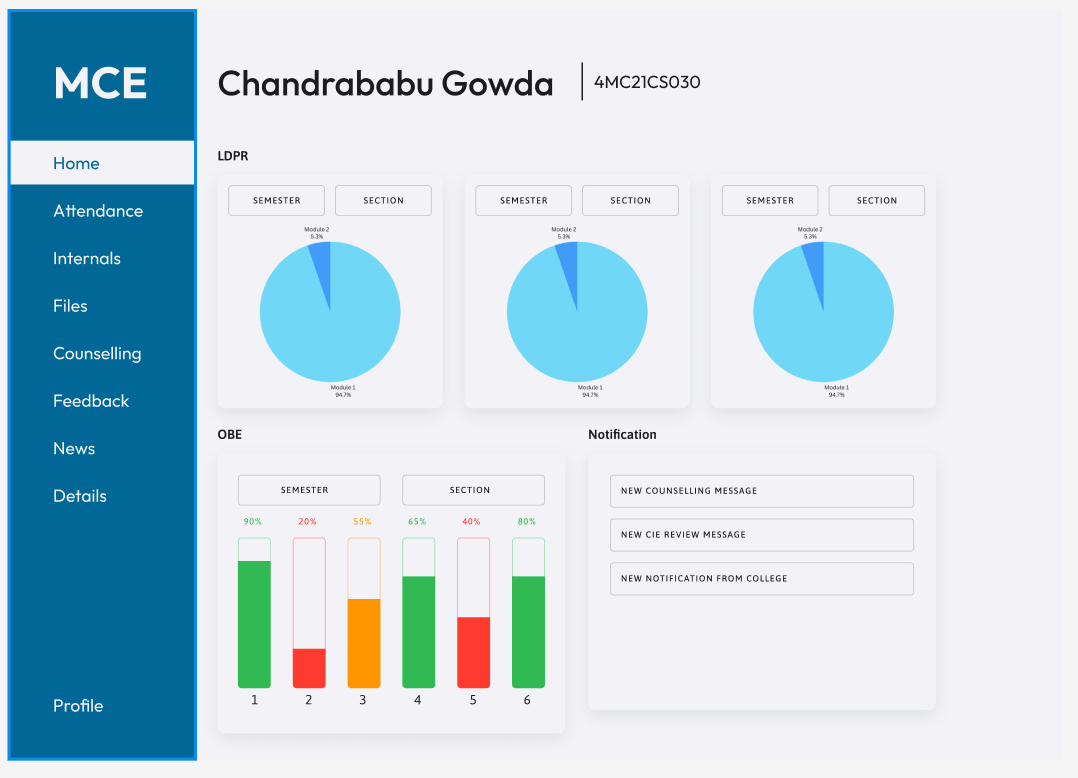 MCE
Home
Attendance
Internals
Files
Counselling
Feedback
News
Details
Profile
Chandrababu Gowda
4MC21CS030
LDPR
SEMESTER SECTION
Module 2
5.3%
Module 1
94.7%
SEMESTER SECTION
Module 2
5.3%
Module 1
94.7%
SEMESTER SECTION
Module 2
5.3%
Module 1
94.7%
OBE
SEMESTER SECTION
90% 20% 55% 65% 40% 80%
1 2 3 4 5 6
Notification
NEW COUNSELLING MESSAGE
NEW CIE REVIEW MESSAGE
NEW NOTIFICATION FROM COLLEGE